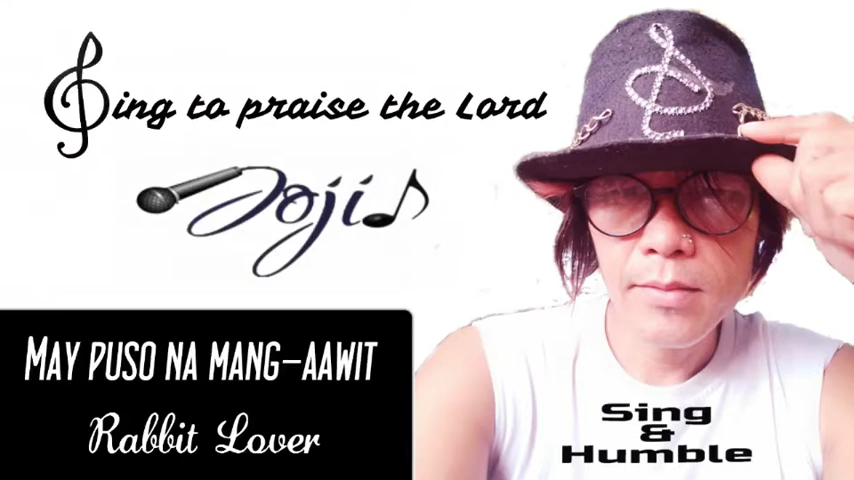 Sing to praise the Lord
Joji
MAY PUSO NA MANG-AAWIT
Rabbit Lover
Sing
&
Humble